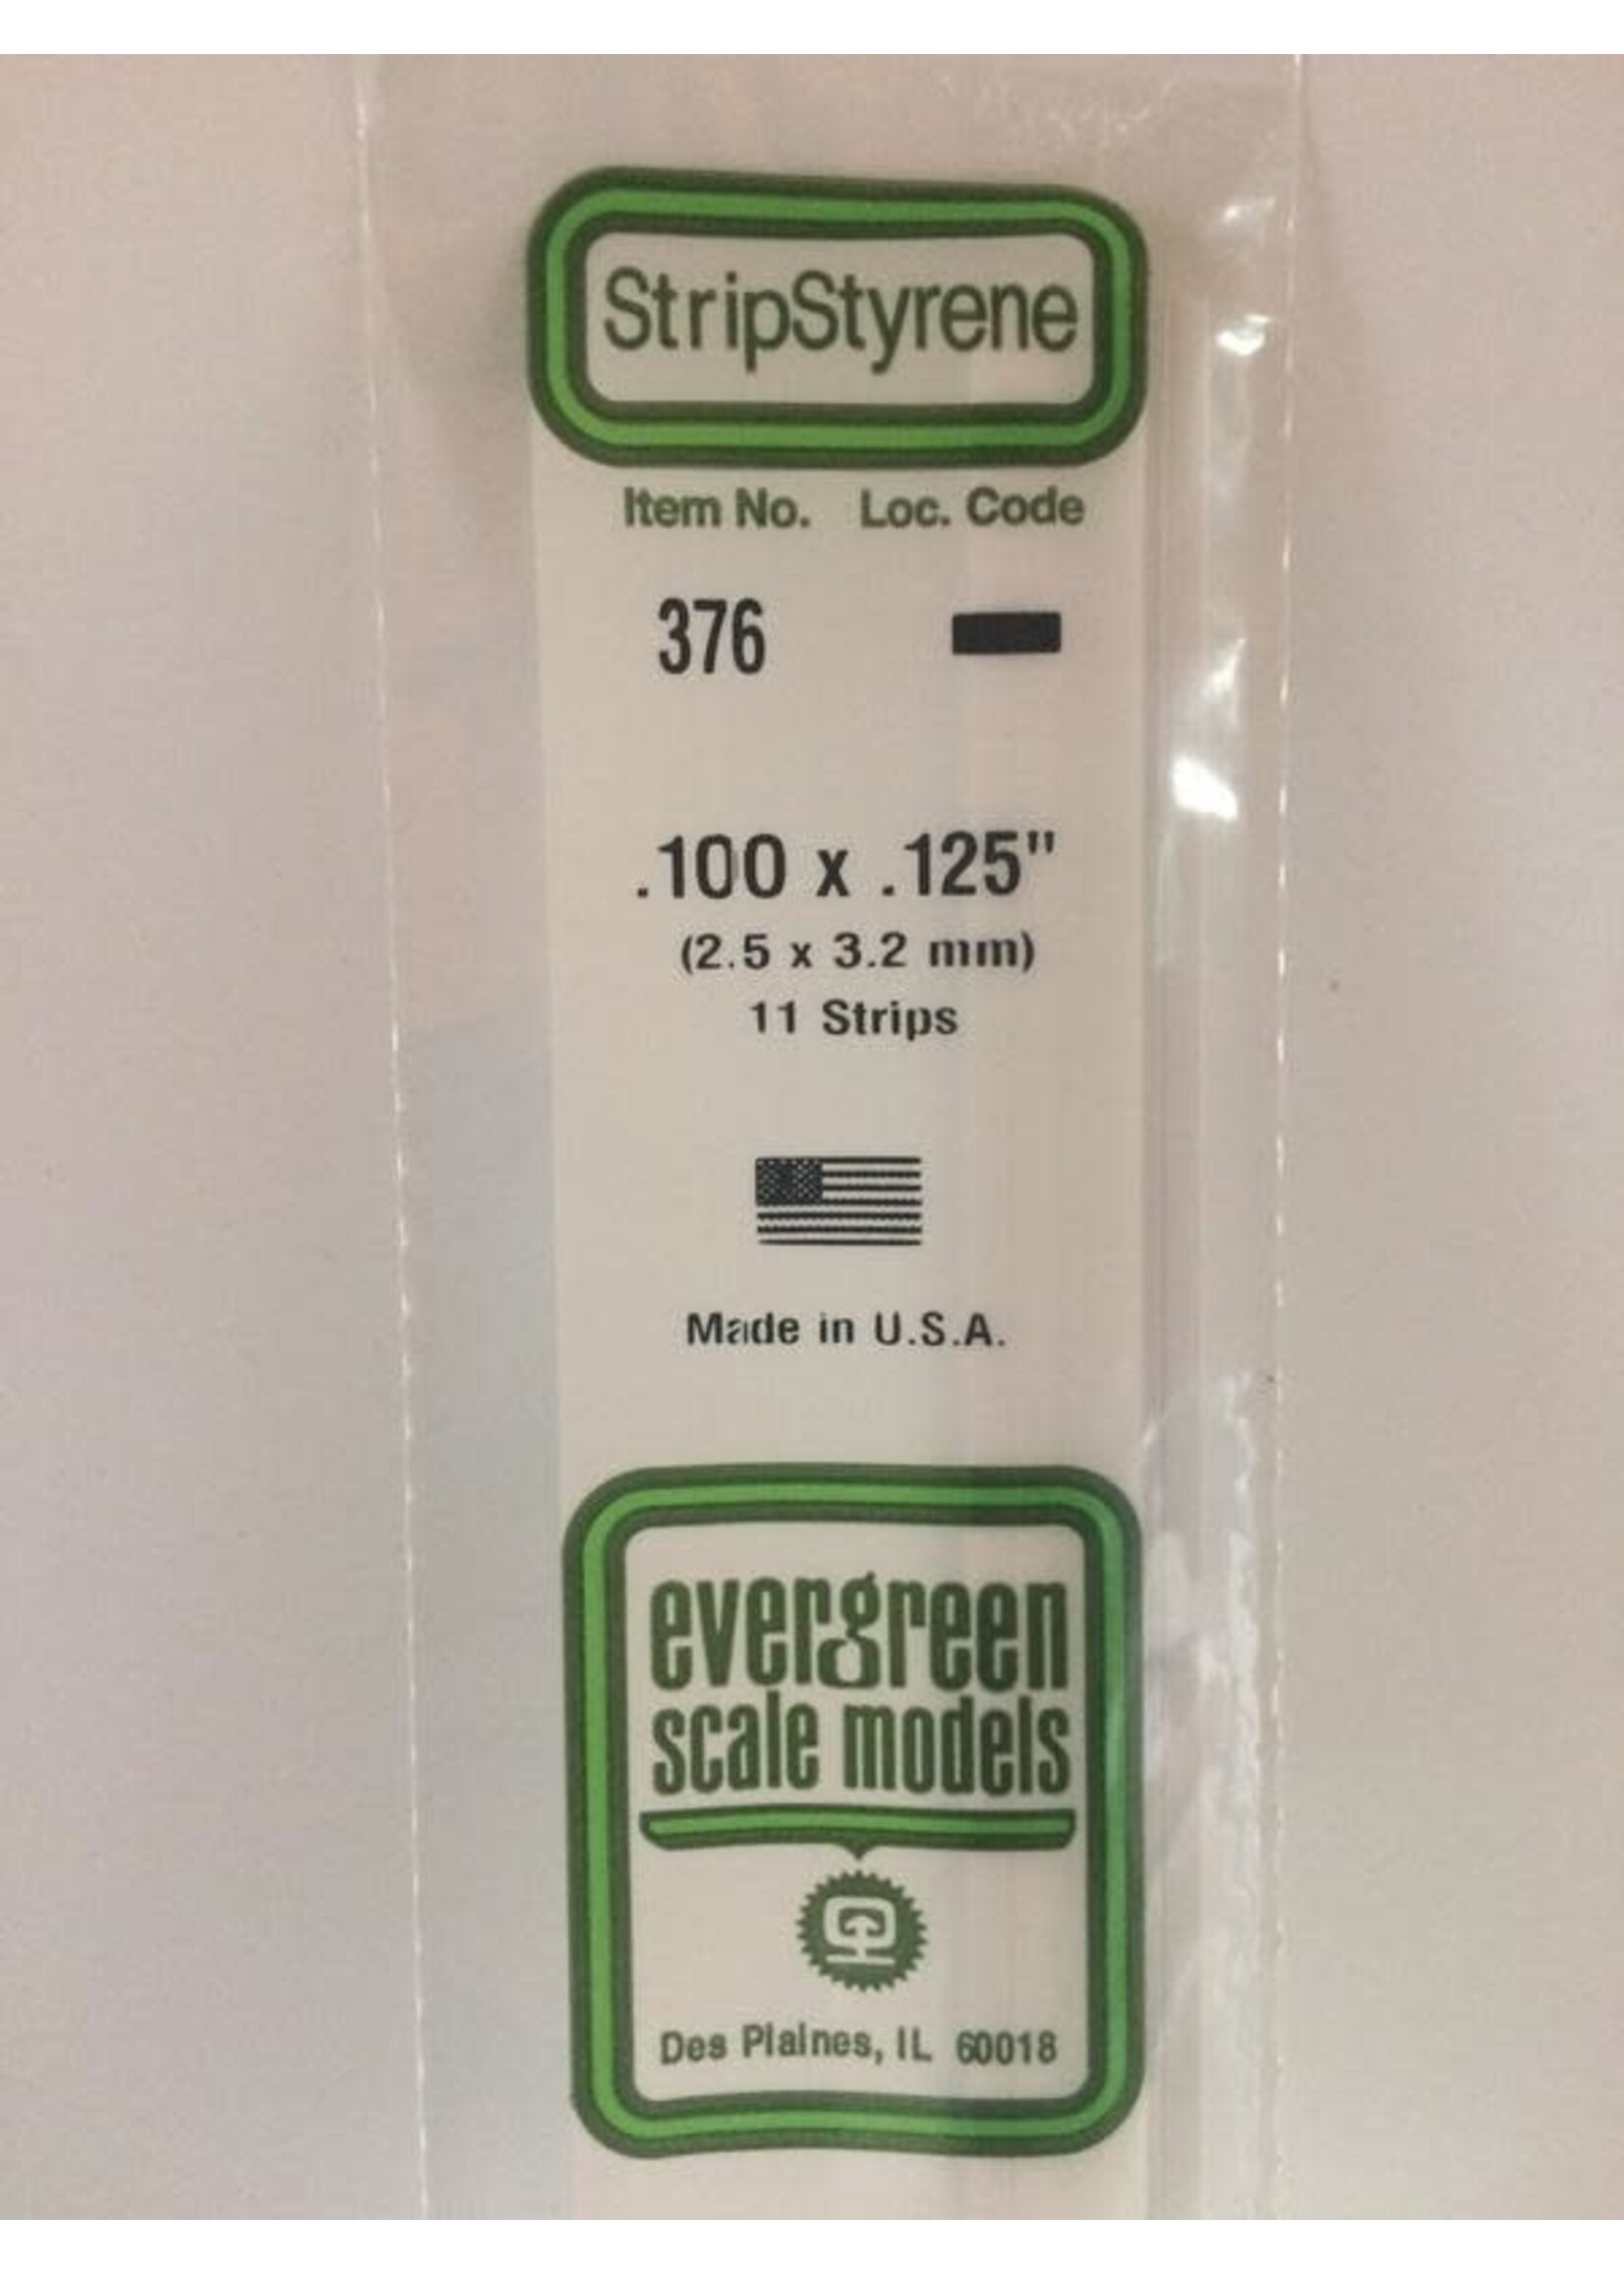 StripStyrene
Item No. Loc. Code
376
.100 x .125"
(2.5 x 3.2 mm)
11 Strips
Made in U.S.A.
evergreen
scale models
Des Plaines, IL 60018